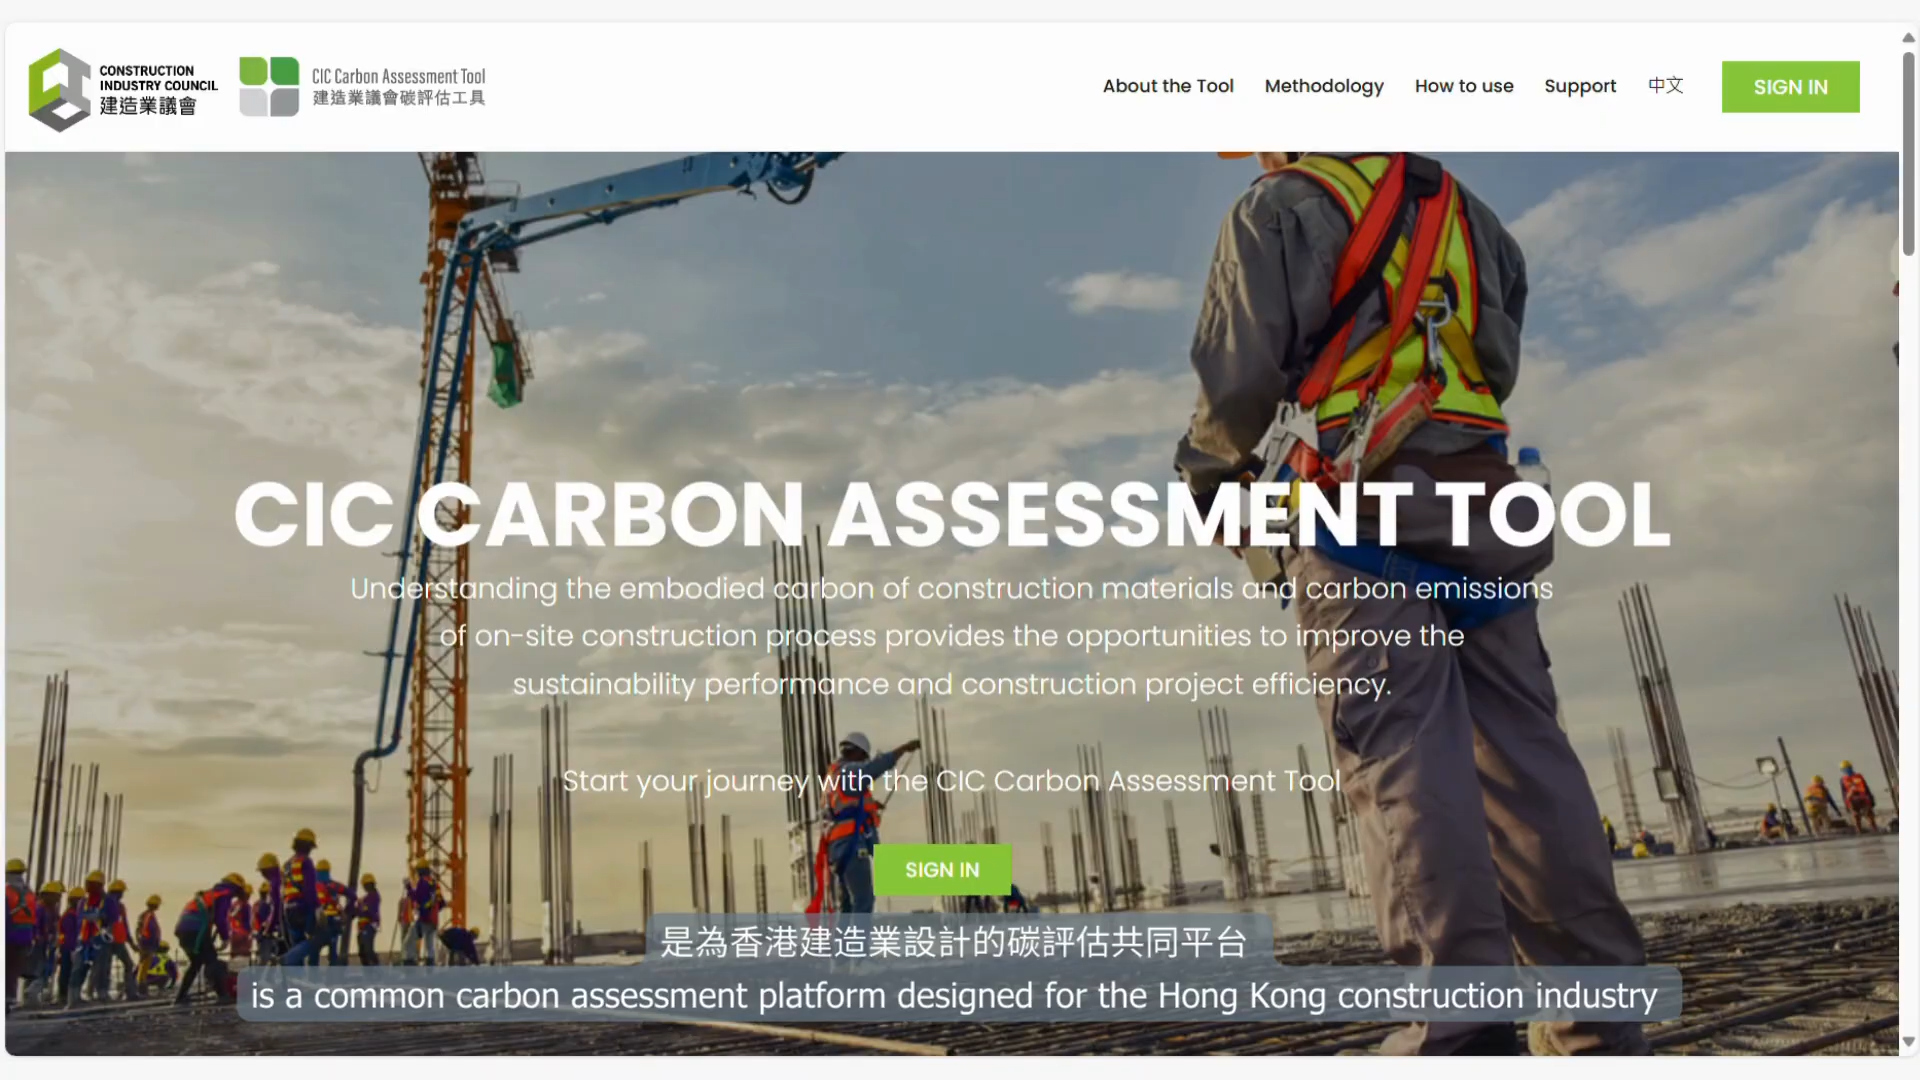 CONSTRUCTION
INDUSTRY COUNCIL
建造業議會
CIC Carbon Assessment Tool
建造業議會碳評估工具
About the Tool
Methodology
How to use
Support
中文
SIGN IN
CIC CARBON ASSESSMENT TOOL
Understanding the embodied carbon of construction materials and carbon emissions
of on-site construction process provides the opportunities to improve the
sustainability performance and construction project efficiency.
Start your journey with the CIC Carbon Assessment Tool
SIGN IN
是為香港建造業設計的碳評估共同平台
is a common carbon assessment platform designed for the Hong Kong construction industry